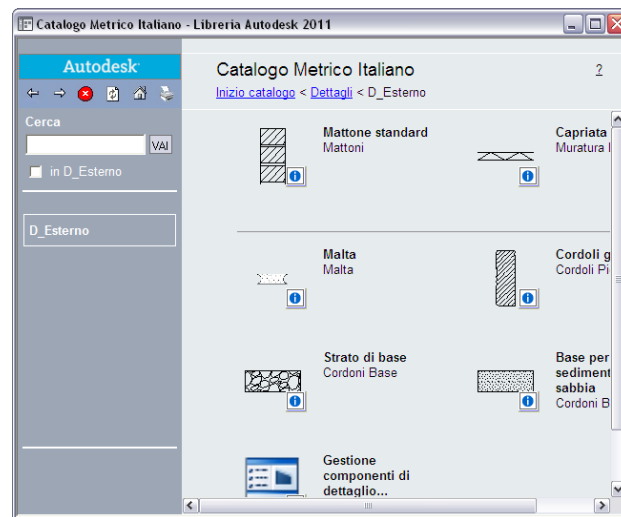 Catalogo Metrico Italiano - Libreria Autodesk 2011
Autodesk
Catalogo Metrico Italiano
?
Inizio catalogo < Dettagli < D_Esterno
Cerca
VAI
in D_Esterno
D_Esterno
Mattone standard
Mattoni
Capriata
Muratura
Malta
Malta
Cordoli g
Cordoli Pi
Strato di base
Cordoni Base
Base per
sediment
sabbia
Cordoni B
Gestione
componenti di
dettaglio...